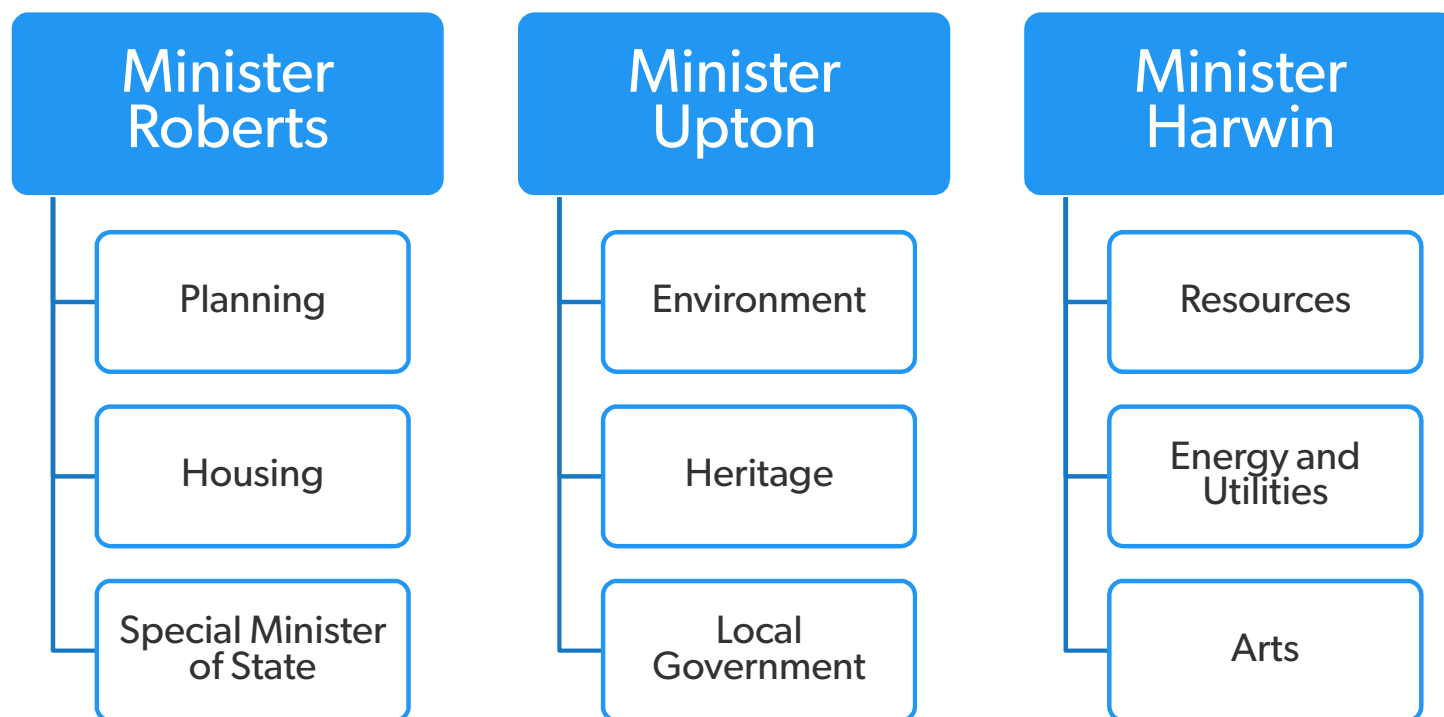 Minister
Roberts
Planning
Housing
Special Minister
of State
Minister
Upton
Environment
Heritage
Local
Government
Minister
Harwin
Resources
Energy and
Utilities
Arts